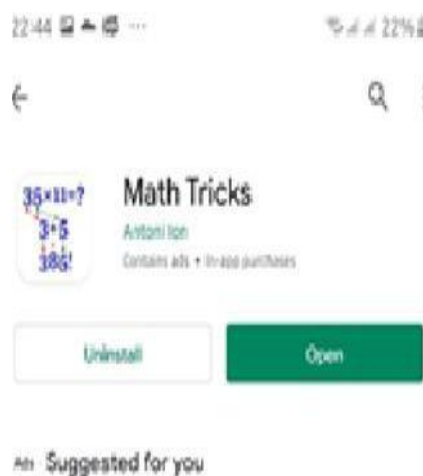 22:44 ... 22%
Math Tricks
35×11=?
3+5
385!
Antoni Ion
Contains ads • In-app purchases
Uninstall
Open
Ads Suggested for you